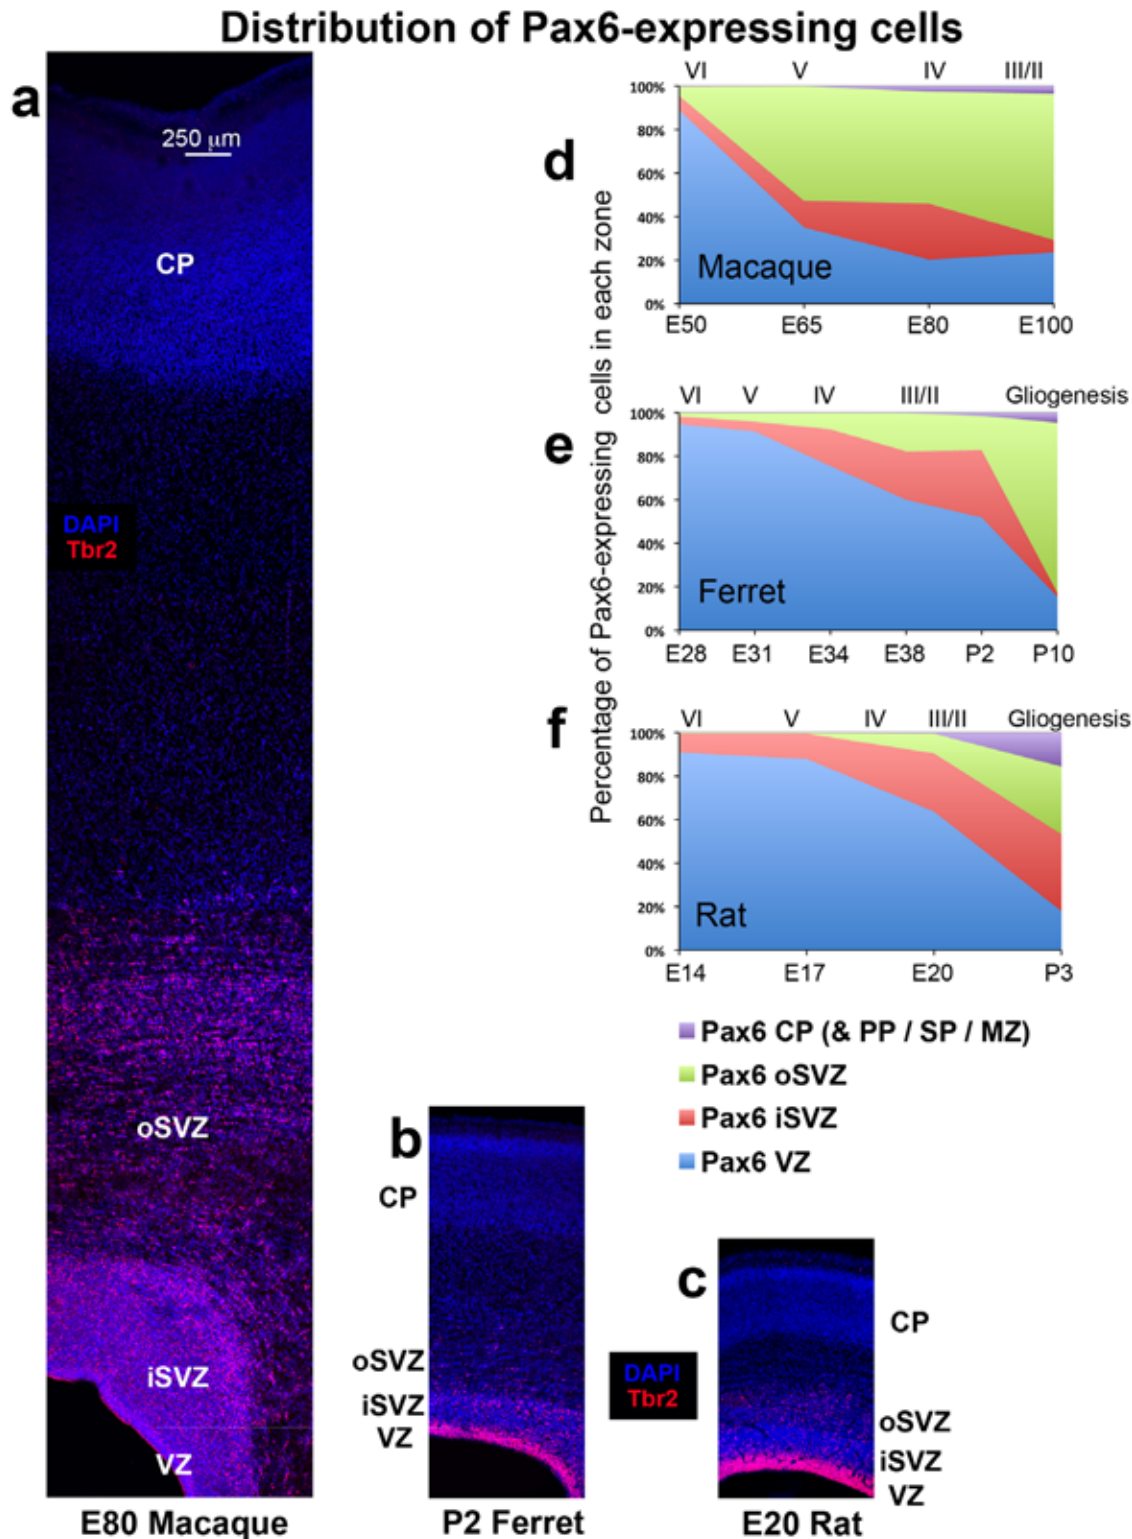 Distribution of Pax6-expressing cells
a
250 μm
CP
DAPI
Tbr2
oSVZ
iSVZ
VZ
E80 Macaque
b
CP
oSVZ
iSVZ
VZ
P2 Ferret
c
DAPI
Tbr2
CP
oSVZ
iSVZ
VZ
E20 Rat
Percentage of Pax6-expressing cells in each zone
d
VI V IV III/II
100%
80%
60%
40%
20%
0%
Macaque
E50 E65 E80 E100
e
VI V IV III/II Gliogenesis
100%
80%
60%
40%
20%
0%
Ferret
E28 E31 E34 E38 P2 P10
f
VI V IV III/II Gliogenesis
100%
80%
60%
40%
20%
0%
Rat
E14 E17 E20 P3
Pax6 CP (& PP / SP / MZ)
Pax6 oSVZ
Pax6 iSVZ
Pax6 VZ